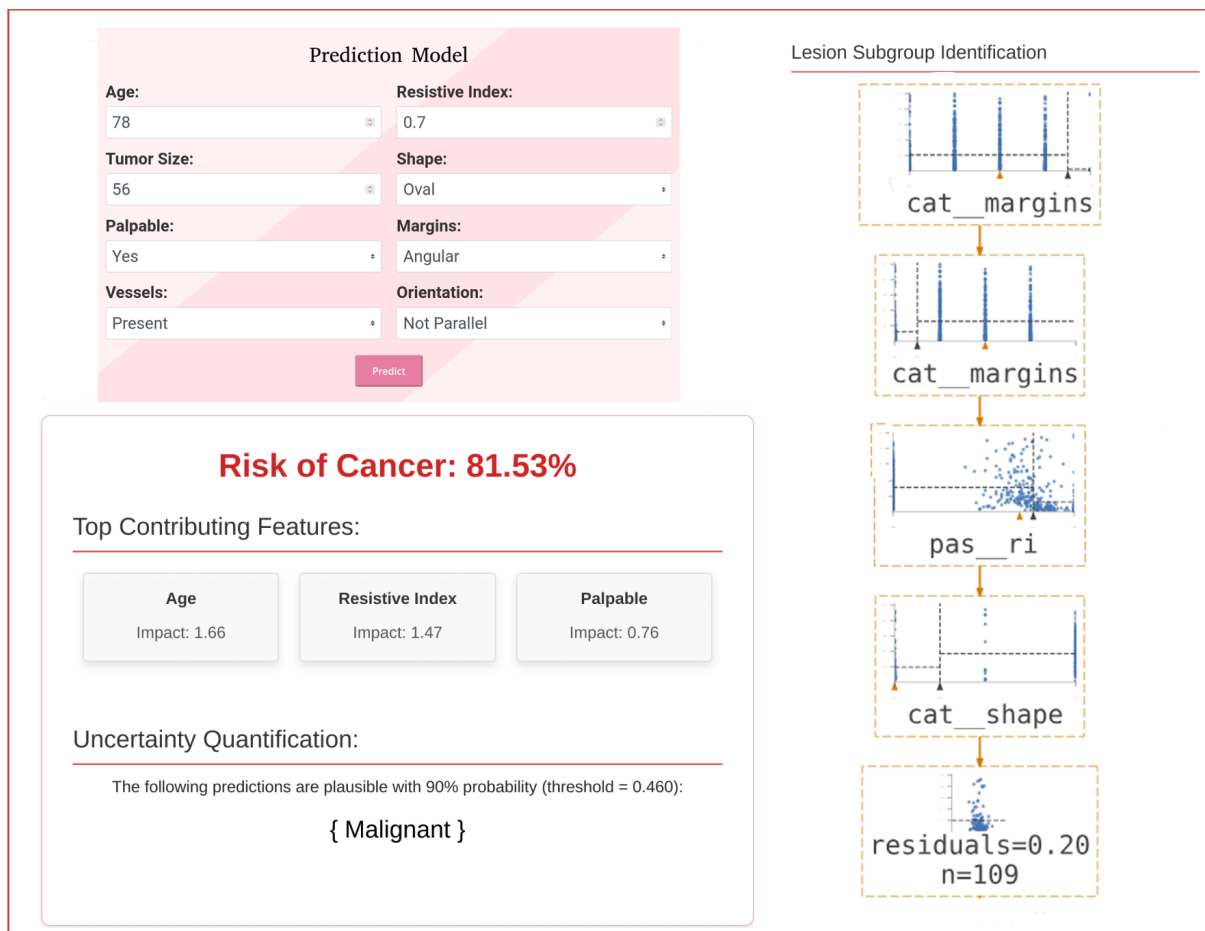 Prediction Model
Age:
78
Resistive Index:
0.7
Tumor Size:
56
Shape:
Oval
Palpable:
Yes
Margins:
Angular
Vessels:
Present
Orientation:
Not Parallel
Predict
Risk of Cancer: 81.53%
Top Contributing Features:
Age
Impact: 1.66
Resistive Index
Impact: 1.47
Palpable
Impact: 0.76
Uncertainty Quantification:
The following predictions are plausible with 90% probability (threshold = 0.460):
{ Malignant }
Lesion Subgroup Identification
cat__margins
cat__margins
pas__ri
cat__shape
residuals=0.20
n=109